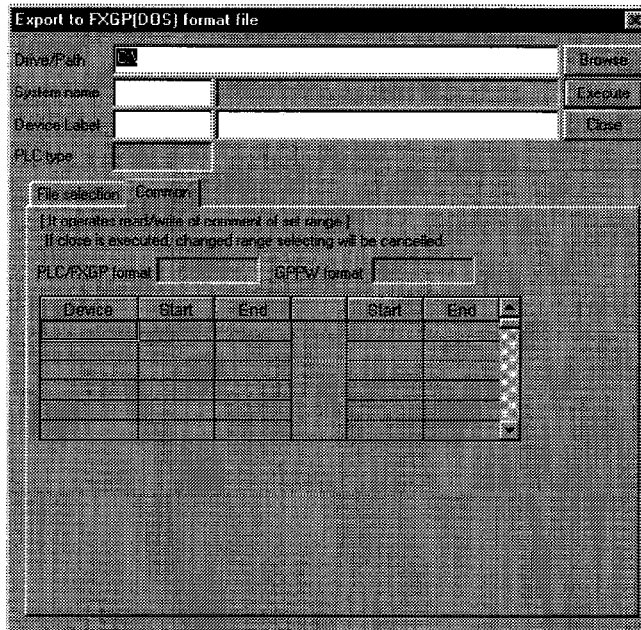 Export to FXGP(DOS) format file
Drive/Path C:\ Browse
System name Execute
Device Label Close
PLC type
File selection Common
[ It operates read/write of comment of set range.]
If close is executed, changed range selecting will be cancelled.
PLC/FXGP format GPPW format
Device Start End Start End